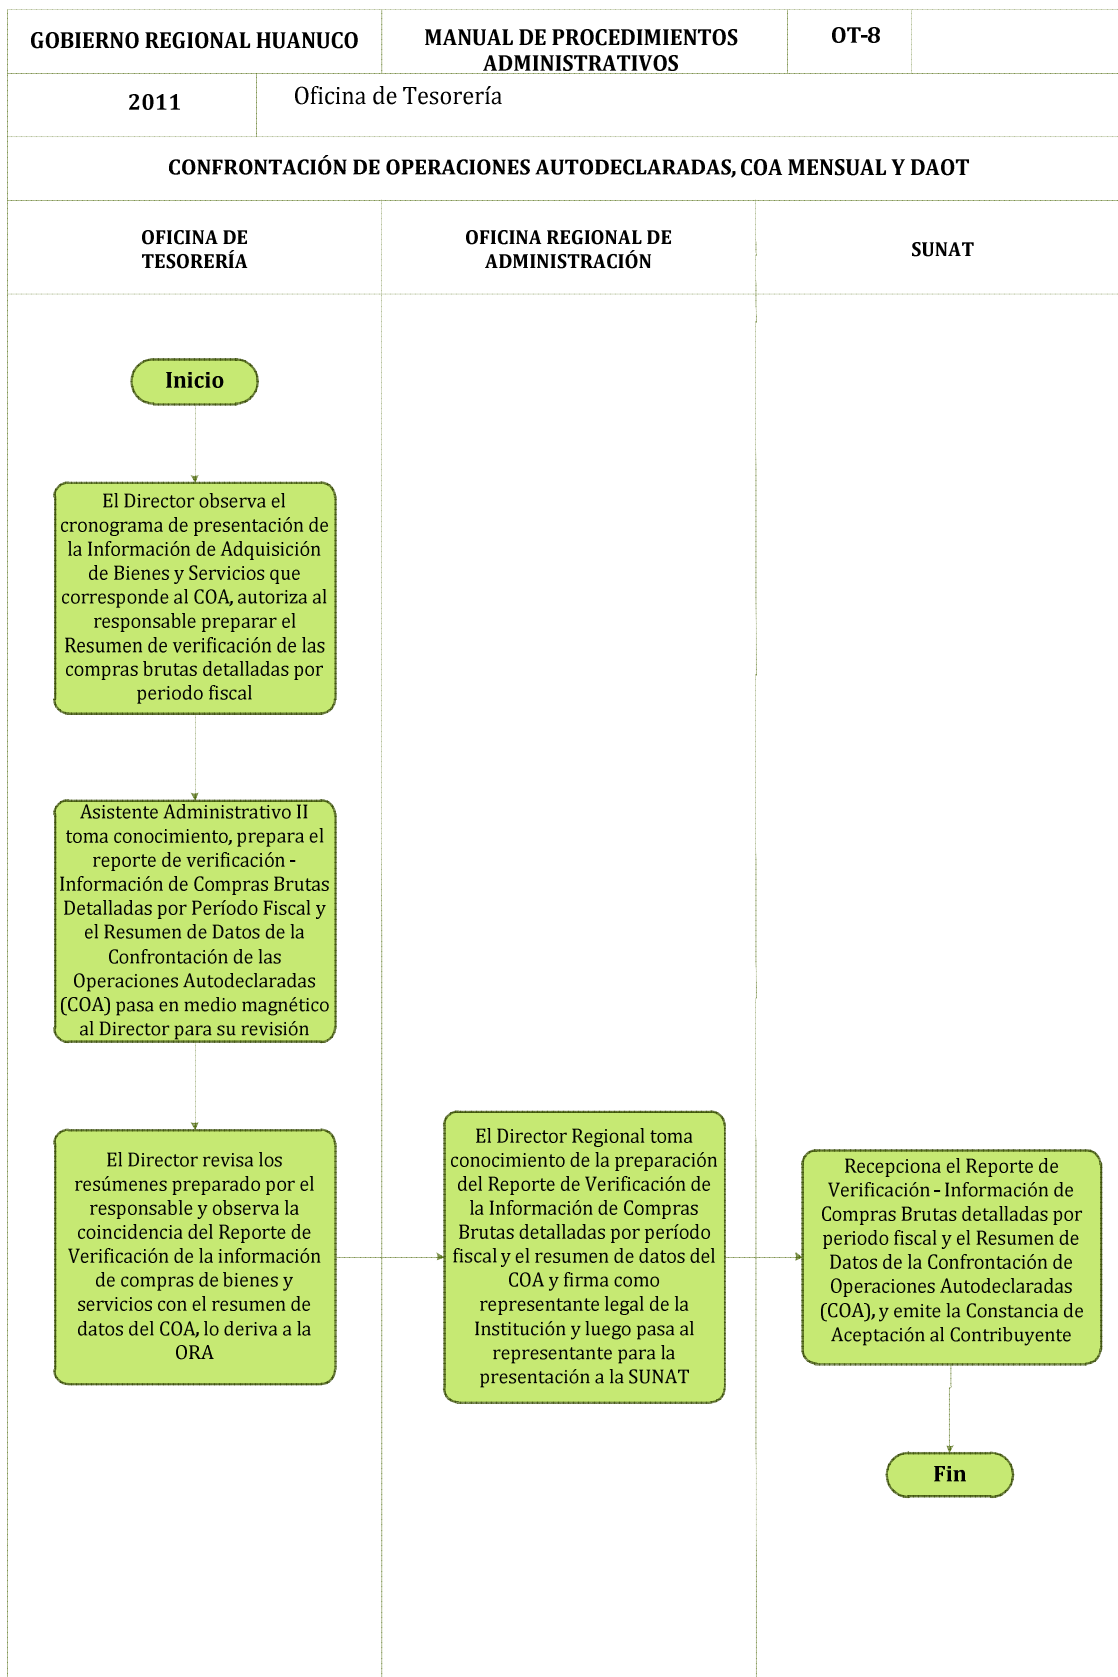 GOBIERNO REGIONAL HUANUCO
MANUAL DE PROCEDIMIENTOS
ADMINISTRATIVOS
OT-8
2011
Oficina de Tesorería
CONFRONTACIÓN DE OPERACIONES AUTODECLARADAS, COA MENSUAL Y DAOT
OFICINA DE
TESORERÍA
OFICINA REGIONAL DE
ADMINISTRACIÓN
SUNAT
Inicio
El Director observa el
cronograma de presentación de
la Información de Adquisición
de Bienes y Servicios que
corresponde al COA, autoriza al
responsable preparar el
Resumen de verificación de las
compras brutas detalladas por
periodo fiscal
Asistente Administrativo II
toma conocimiento, prepara el
reporte de verificación -
Información de Compras Brutas
Detalladas por Período Fiscal y
el Resumen de Datos de la
Confrontación de las
Operaciones Autodeclaradas
(COA) pasa en medio magnético
al Director para su revisión
El Director revisa los
resúmenes preparado por el
responsable y observa la
coincidencia del Reporte de
Verificación de la información
de compras de bienes y
servicios con el resumen de
datos del COA, lo deriva a la
ORA
El Director Regional toma
conocimiento de la preparación
del Reporte de Verificación de
la Información de Compras
Brutas detalladas por período
fiscal y el resumen de datos del
COA y firma como
representante legal de la
Institución y luego pasa al
representante para la
presentación a la SUNAT
Recepciona el Reporte de
Verificación - Información de
Compras Brutas detalladas por
periodo fiscal y el Resumen de
Datos de la Confrontación de
Operaciones Autodeclaradas
(COA), y emite la Constancia de
Aceptación al Contribuyente
Fin